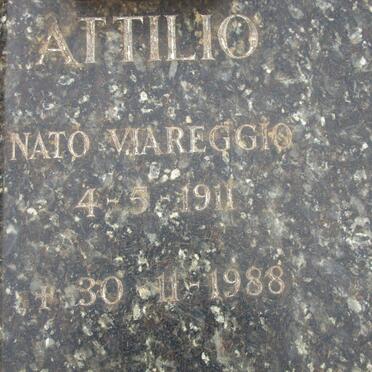 ATTILIO
NATO VIAREGGIO
4-5-1911
† 30-11-1988